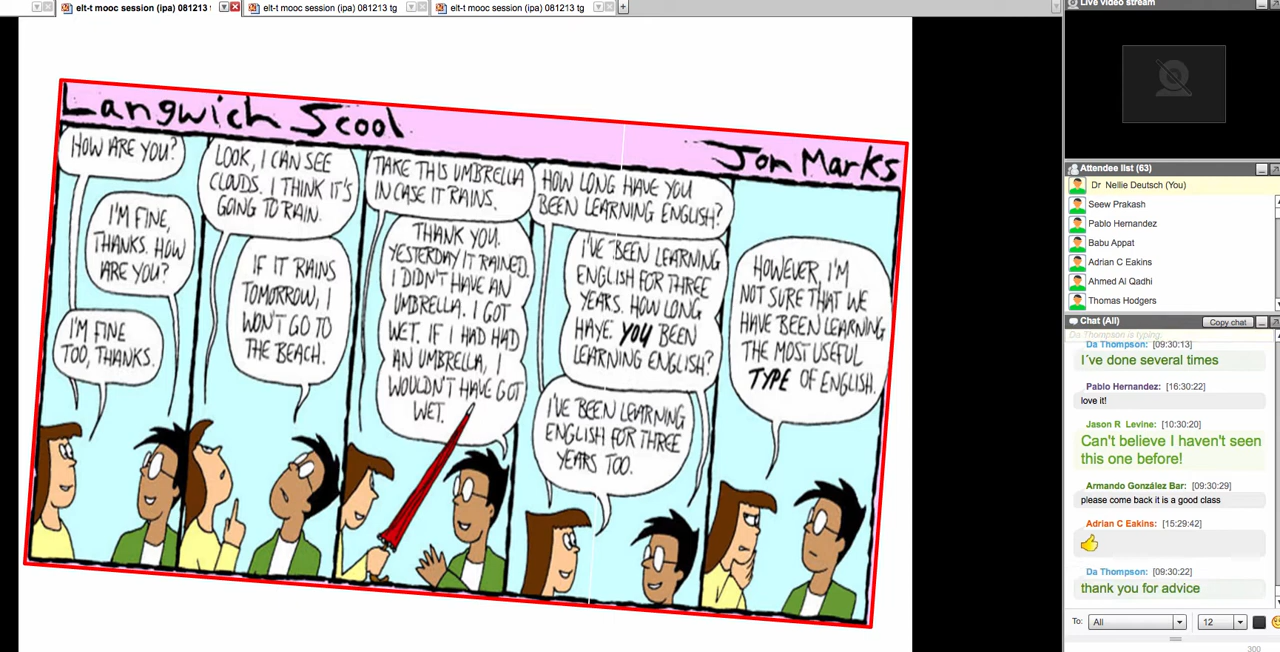 elt-t mooc session (ipa) 081213
elt-t mooc session (ipa) 081213 tg
elt-t mooc session (ipa) 081213 tg
Langwich Scool
Jon Marks
HOW ARE YOU?
I'M FINE,
THANKS. HOW
ARE YOU?
I'M FINE
TOO, THANKS.
LOOK, I CAN SEE
CLOUDS. I THINK IT'S
GOING TO RAIN.
IF IT RAINS
TOMORROW, I
WON'T GO TO
THE BEACH.
TAKE THIS UMBRELLA
IN CASE IT RAINS.
THANK YOU.
YESTERDAY IT RAINED.
I DIDN'T HAVE AN
UMBRELLA. I GOT
WET. IF I HAD HAD
AN UMBRELLA, I
WOULDN'T HAVE GOT
WET.
HOW LONG HAVE YOU
BEEN LEARNING ENGLISH?
I'VE BEEN LEARNING
ENGLISH FOR THREE
YEARS. HOW LONG
HAVE YOU BEEN
LEARNING ENGLISH?
I'VE BEEN LEARNING
ENGLISH FOR THREE
YEARS TOO.
HOWEVER, I'M
NOT SURE THAT WE
HAVE BEEN LEARNING
THE MOST USEFUL
TYPE OF ENGLISH.
Live video stream
Attendee list (63)
Dr Nellie Deutsch (You)
Seew Prakash
Pablo Hernandez
Babu Appat
Adrian C Eakins
Ahmed Al Qadhi
Thomas Hodgers
Chat (All)
Copy chat
Da Thompson is typing.
Da Thompson: [09:30:13]
I´ve done several times
Pablo Hernandez: [16:30:22]
love it!
Jason R Levine: [10:30:20]
Can't believe I haven't seen
this one before!
Armando González Bar: [09:30:29]
please come back it is a good class
Adrian C Eakins: [15:29:42]
Da Thompson: [09:30:22]
thank you for advice
To: All 12
300